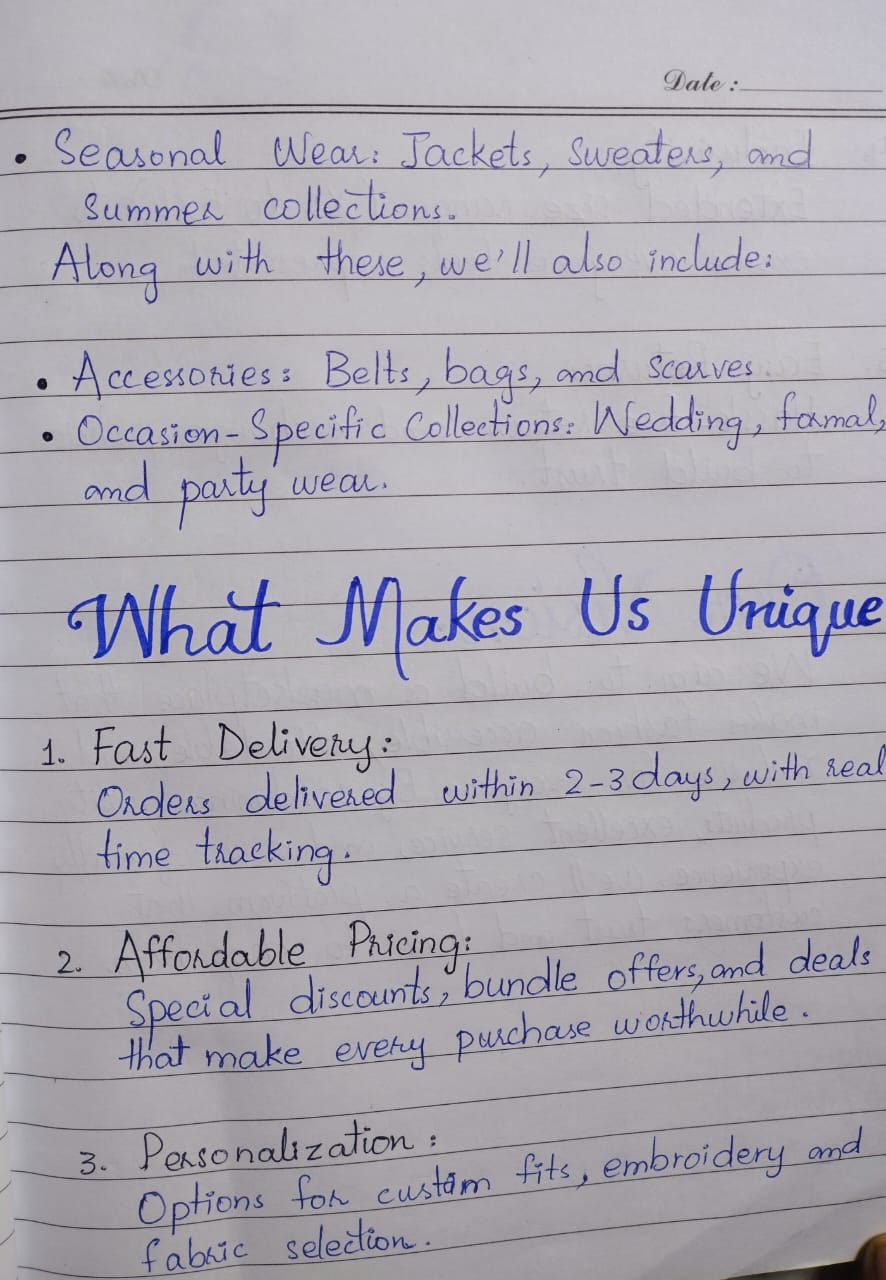 Date:
• Seasonal Wear: Jackets, Sweaters, and
Summer collections.
Along with these, we'll also include:
• Accessories: Belts, bags, and scarves.
• Occasion-Specific Collections: Wedding, formal,
and party wear.
What Makes Us Unique
1. Fast Delivery:
Orders delivered within 2-3 days, with real
time tracking.
2. Affordable Pricing:
Special discounts, bundle offers, and deals
that make every purchase worthwhile.
3. Personalization:
Options for custom fits, embroidery and
fabric selection.